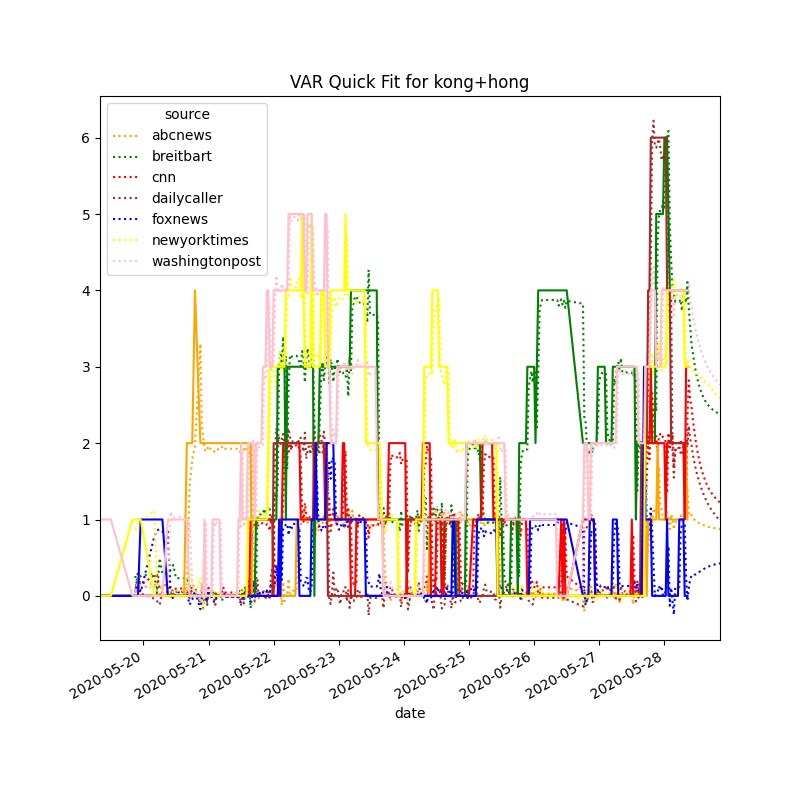 VAR Quick Fit for kong+hong
source
abcnews
breitbart
cnn
dailycaller
foxnews
newyorktimes
washingtonpost
6
5
4
3
2
1
0
2020-05-20
2020-05-21
2020-05-22
2020-05-23
2020-05-24
2020-05-25
2020-05-26
2020-05-27
2020-05-28
date